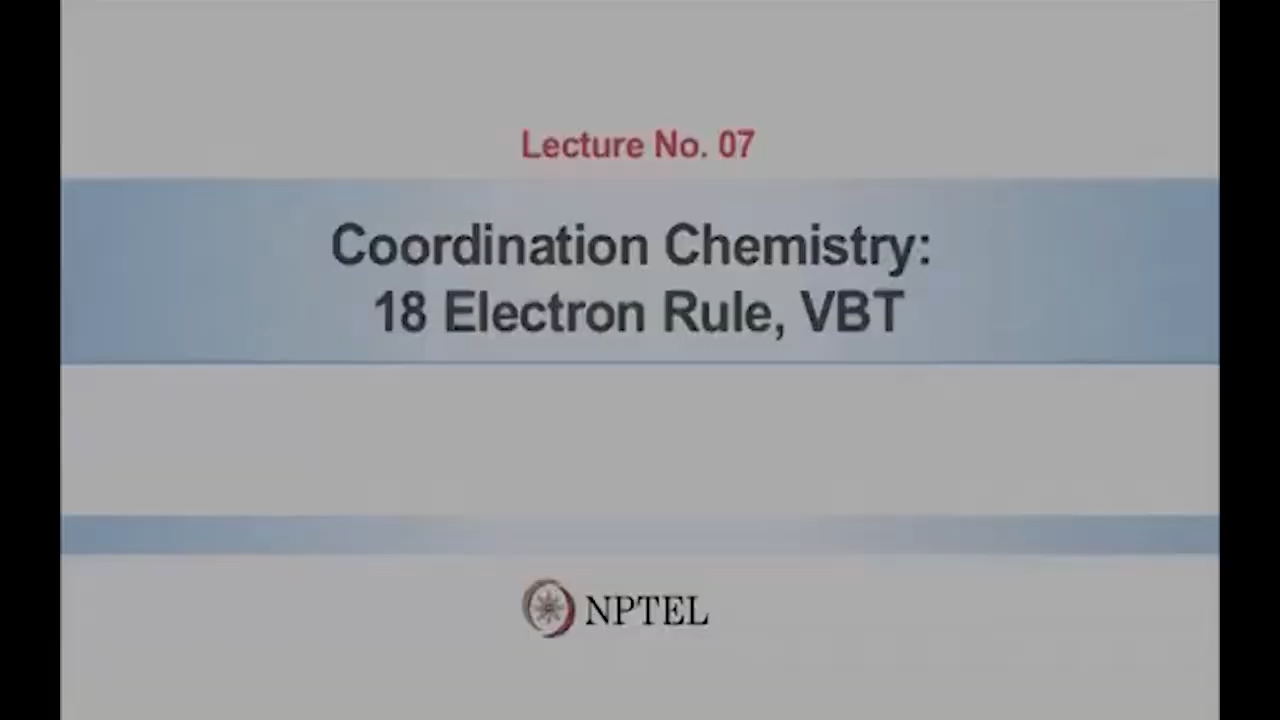 Lecture No. 07
Coordination Chemistry:
18 Electron Rule, VBT
NPTEL